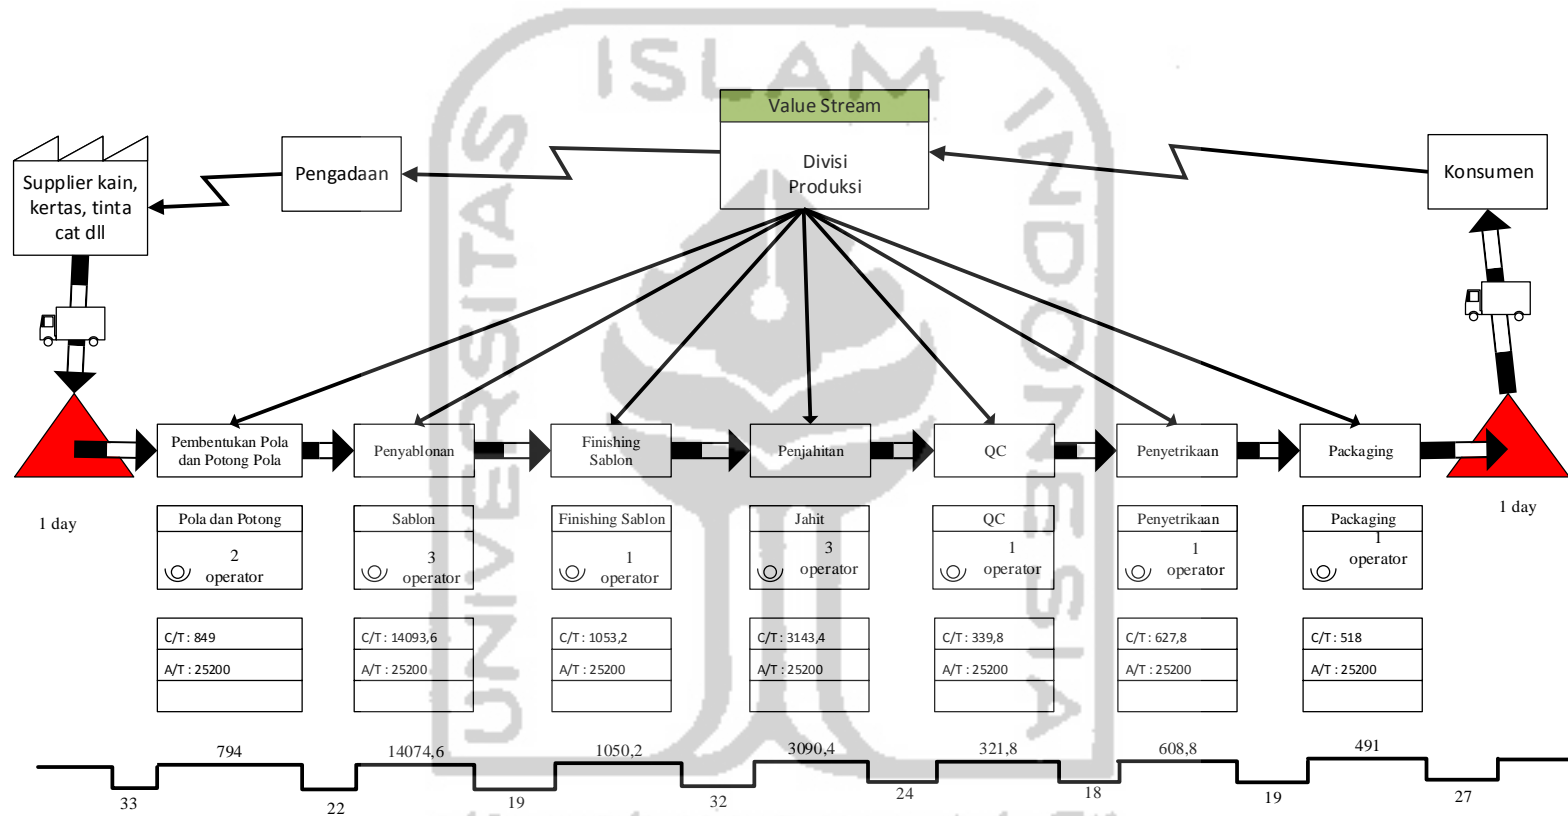 UNIVERSITAS
ISLAM
INDONESIA
Value Stream
Divisi
Produksi
Pengadaan
Konsumen
Supplier kain,
kertas, tinta
cat dll
Pembentukan Pola
dan Potong Pola
Penyablonan
Finishing
Sablon
Penjahitan
QC
Penyetrikaan
Packaging
1 day
1 day
Pola dan Potong
2
operator
Sablon
3
operator
Finishing Sablon
1
operator
Jahit
3
operator
QC
1
operator
Penyetrikaan
1
operator
Packaging
1
operator
C/T : 849
A/T : 25200
C/T : 14093,6
A/T : 25200
C/T : 1053,2
A/T : 25200
C/T : 3143,4
A/T : 25200
C/T : 339,8
A/T : 25200
C/T : 627,8
A/T : 25200
C/T : 518
A/T : 25200
794
14074,6
1050,2
3090,4
321,8
608,8
491
33
22
19
32
24
18
19
27